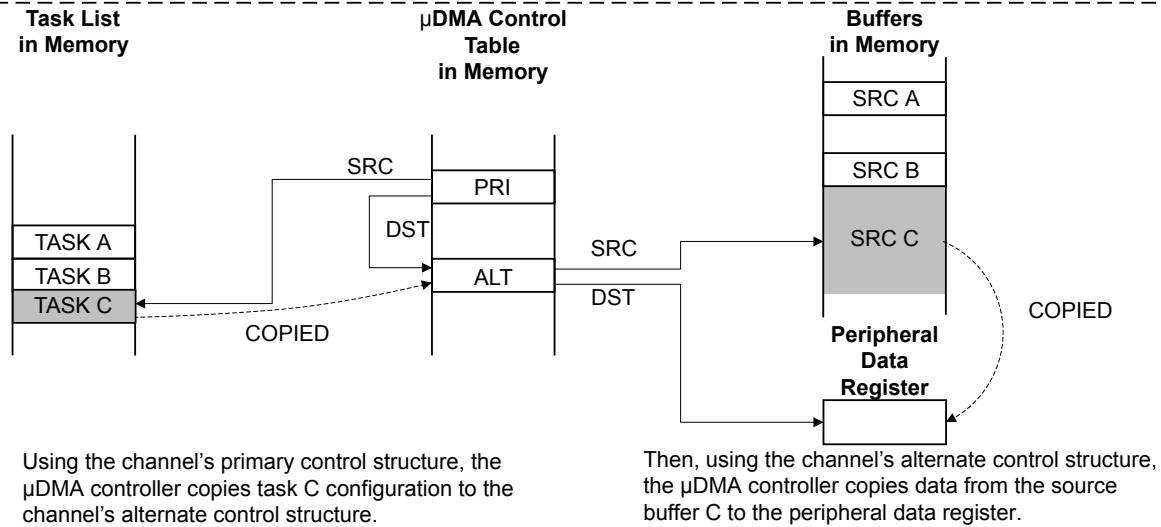 Task List
in Memory
µDMA Control
Table
in Memory
Buffers
in Memory
SRC A
SRC B
SRC C
SRC
PRI
DST
ALT
SRC
DST
TASK A
TASK B
TASK C
COPIED
COPIED
Peripheral
Data
Register
Using the channel's primary control structure, the
µDMA controller copies task C configuration to the
channel's alternate control structure.
Then, using the channel's alternate control structure,
the µDMA controller copies data from the source
buffer C to the peripheral data register.